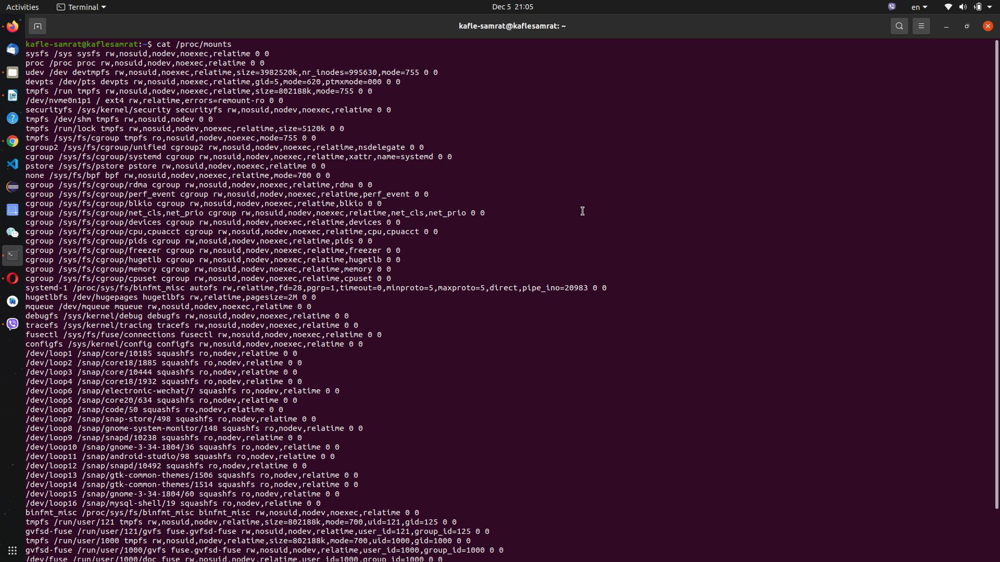 Activities Terminal Dec 5 21:05 en
kafle-samrat@kaflesamrat: ~
kafle-samrat@kaflesamrat:~$ cat /proc/mounts
sysfs /sys sysfs rw,nosuid,nodev,noexec,relatime 0 0
proc /proc proc rw,nosuid,nodev,noexec,relatime 0 0
udev /dev devtmpfs rw,nosuid,noexec,relatime,size=3982520k,nr_inodes=995630,mode=755 0 0
devpts /dev/pts devpts rw,nosuid,noexec,relatime,gid=5,mode=620,ptmxmode=000 0 0
tmpfs /run tmpfs rw,nosuid,nodev,noexec,relatime,size=802188k,mode=755 0 0
/dev/nvme0n1p1 / ext4 rw,relatime,errors=remount-ro 0 0
securityfs /sys/kernel/security securityfs rw,nosuid,nodev,noexec,relatime 0 0
tmpfs /dev/shm tmpfs rw,nosuid,nodev 0 0
tmpfs /run/lock tmpfs rw,nosuid,nodev,noexec,relatime,size=5120k 0 0
tmpfs /sys/fs/cgroup tmpfs ro,nosuid,nodev,noexec,mode=755 0 0
cgroup2 /sys/fs/cgroup/unified cgroup2 rw,nosuid,nodev,noexec,relatime,nsdelegate 0 0
cgroup /sys/fs/cgroup/systemd cgroup rw,nosuid,nodev,noexec,relatime,xattr,name=systemd 0 0
pstore /sys/fs/pstore pstore rw,nosuid,nodev,noexec,relatime 0 0
none /sys/fs/bpf bpf rw,nosuid,nodev,noexec,relatime,mode=700 0 0
cgroup /sys/fs/cgroup/rdma cgroup rw,nosuid,nodev,noexec,relatime,rdma 0 0
cgroup /sys/fs/cgroup/perf_event cgroup rw,nosuid,nodev,noexec,relatime,perf_event 0 0
cgroup /sys/fs/cgroup/blkio cgroup rw,nosuid,nodev,noexec,relatime,blkio 0 0
cgroup /sys/fs/cgroup/net_cls,net_prio cgroup rw,nosuid,nodev,noexec,relatime,net_cls,net_prio 0 0
cgroup /sys/fs/cgroup/devices cgroup rw,nosuid,nodev,noexec,relatime,devices 0 0
cgroup /sys/fs/cgroup/cpu,cpuacct cgroup rw,nosuid,nodev,noexec,relatime,cpu,cpuacct 0 0
cgroup /sys/fs/cgroup/pids cgroup rw,nosuid,nodev,noexec,relatime,pids 0 0
cgroup /sys/fs/cgroup/freezer cgroup rw,nosuid,nodev,noexec,relatime,freezer 0 0
cgroup /sys/fs/cgroup/hugetlb cgroup rw,nosuid,nodev,noexec,relatime,hugetlb 0 0
cgroup /sys/fs/cgroup/memory cgroup rw,nosuid,nodev,noexec,relatime,memory 0 0
cgroup /sys/fs/cgroup/cpuset cgroup rw,nosuid,nodev,noexec,relatime,cpuset 0 0
systemd-1 /proc/sys/fs/binfmt_misc autofs rw,relatime,fd=28,pgrp=1,timeout=0,minproto=5,maxproto=5,direct,pipe_ino=20983 0 0
hugetlbfs /dev/hugepages hugetlbfs rw,relatime,pagesize=2M 0 0
mqueue /dev/mqueue mqueue rw,nosuid,nodev,noexec,relatime 0 0
debugfs /sys/kernel/debug debugfs rw,nosuid,nodev,noexec,relatime 0 0
tracefs /sys/kernel/tracing tracefs rw,nosuid,nodev,noexec,relatime 0 0
fusectl /sys/fs/fuse/connections fusectl rw,nosuid,nodev,noexec,relatime 0 0
configfs /sys/kernel/config configfs rw,nosuid,nodev,noexec,relatime 0 0
/dev/loop1 /snap/core/10185 squashfs ro,nodev,relatime 0 0
/dev/loop2 /snap/core18/1885 squashfs ro,nodev,relatime 0 0
/dev/loop3 /snap/core/10444 squashfs ro,nodev,relatime 0 0
/dev/loop4 /snap/core18/1932 squashfs ro,nodev,relatime 0 0
/dev/loop6 /snap/electronic-wechat/7 squashfs ro,nodev,relatime 0 0
/dev/loop5 /snap/core20/634 squashfs ro,nodev,relatime 0 0
/dev/loop0 /snap/code/50 squashfs ro,nodev,relatime 0 0
/dev/loop7 /snap/snap-store/498 squashfs ro,nodev,relatime 0 0
/dev/loop8 /snap/gnome-system-monitor/148 squashfs ro,nodev,relatime 0 0
/dev/loop9 /snap/snapd/10238 squashfs ro,nodev,relatime 0 0
/dev/loop10 /snap/gnome-3-34-1804/36 squashfs ro,nodev,relatime 0 0
/dev/loop11 /snap/android-studio/98 squashfs ro,nodev,relatime 0 0
/dev/loop12 /snap/snapd/10492 squashfs ro,nodev,relatime 0 0
/dev/loop13 /snap/gtk-common-themes/1506 squashfs ro,nodev,relatime 0 0
/dev/loop14 /snap/gtk-common-themes/1514 squashfs ro,nodev,relatime 0 0
/dev/loop15 /snap/gnome-3-34-1804/60 squashfs ro,nodev,relatime 0 0
/dev/loop16 /snap/mysql-shell/19 squashfs ro,nodev,relatime 0 0
binfmt_misc /proc/sys/fs/binfmt_misc binfmt_misc rw,nosuid,nodev,noexec,relatime 0 0
tmpfs /run/user/121 tmpfs rw,nosuid,nodev,relatime,size=802188k,mode=700,uid=121,gid=125 0 0
gvfsd-fuse /run/user/121/gvfs fuse.gvfsd-fuse rw,nosuid,nodev,relatime,user_id=121,group_id=125 0 0
tmpfs /run/user/1000 tmpfs rw,nosuid,nodev,relatime,size=802188k,mode=700,uid=1000,gid=1000 0 0
gvfsd-fuse /run/user/1000/gvfs fuse.gvfsd-fuse rw,nosuid,nodev,relatime,user_id=1000,group_id=1000 0 0
/dev/fuse /run/user/1000/doc fuse rw,nosuid,nodev,relatime,user_id=1000,group_id=1000 0 0